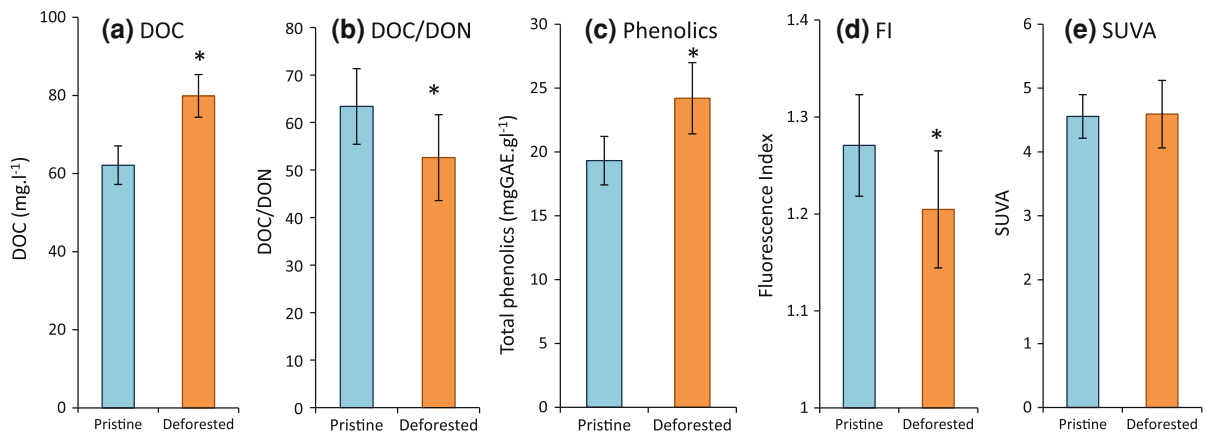 (a) DOC
DOC (mg.l-1)
100
80
60
40
20
0
*
Pristine Deforested
(b) DOC/DON
DOC/DON
80
70
60
50
40
30
20
10
0
*
Pristine Deforested
(c) Phenolics
Total phenolics (mgGAE.gl-1)
30
25
20
15
10
5
0
*
Pristine Deforested
(d) FI
Fluorescence Index
1.4
1.3
1.2
1.1
1
*
Pristine Deforested
(e) SUVA
SUVA
6
5
4
3
2
1
0
Pristine Deforested